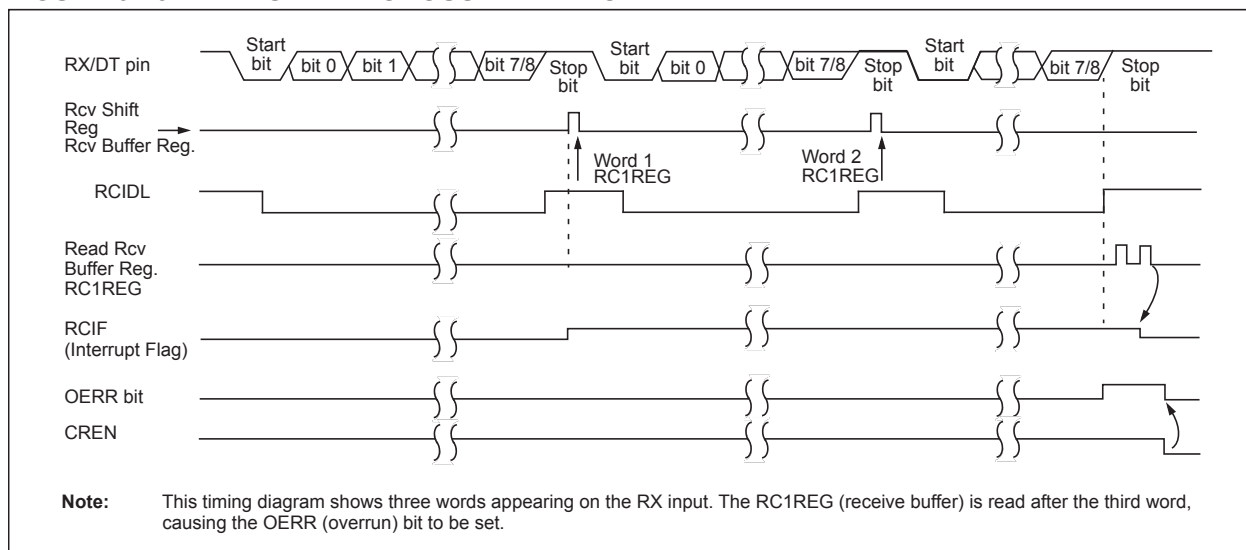 RX/DT pin
Start
bit
bit 0
bit 1
bit 7/8
Stop
bit
Start
bit
bit 0
bit 7/8
Stop
bit
Start
bit
bit 7/8
Stop
bit
Rcv Shift
Reg
Rcv Buffer Reg.
Word 1
RC1REG
Word 2
RC1REG
RCIDL
Read Rcv
Buffer Reg.
RC1REG
RCIF
(Interrupt Flag)
OERR bit
CREN
Note: This timing diagram shows three words appearing on the RX input. The RC1REG (receive buffer) is read after the third word,
causing the OERR (overrun) bit to be set.